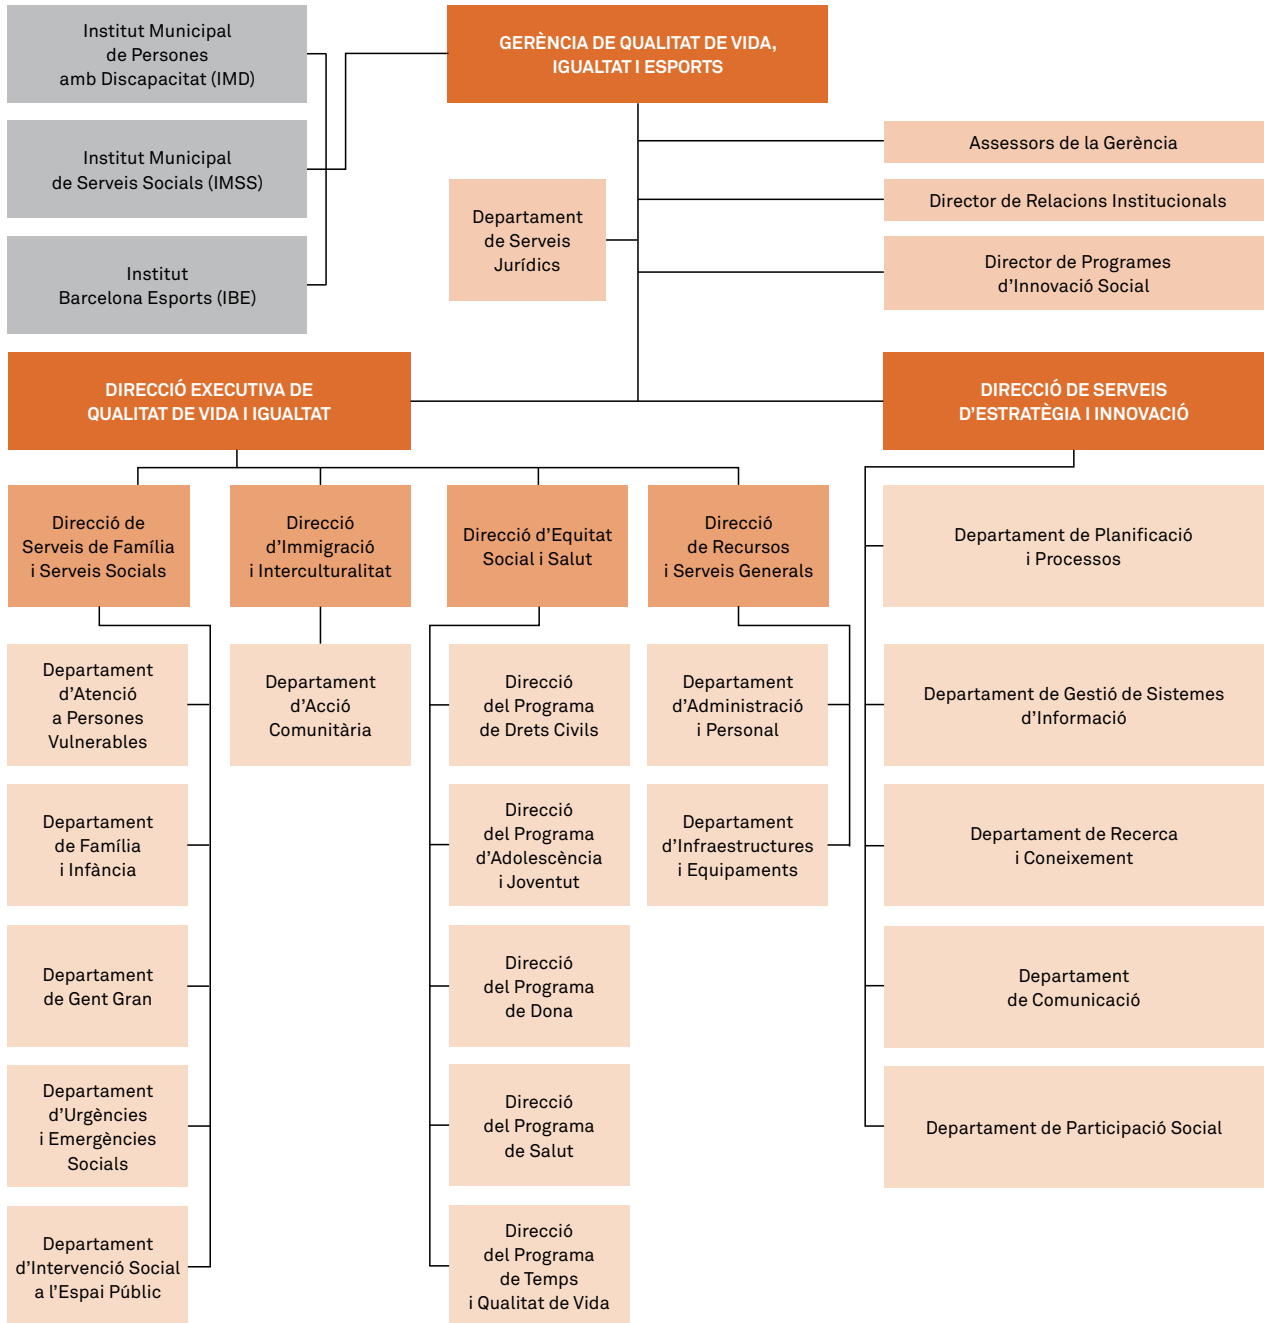 Institut Municipal
de Persones
amb Discapacitat (IMD)
GERÈNCIA DE QUALITAT DE VIDA,
IGUALTAT I ESPORTS
Institut Municipal
de Serveis Socials (IMSS)
Assessors de la Gerència
Departament
de Serveis
Jurídics
Director de Relacions Institucionals
Institut
Barcelona Esports (IBE)
Director de Programes
d’Innovació Social
DIRECCIÓ EXECUTIVA DE
QUALITAT DE VIDA I IGUALTAT
DIRECCIÓ DE SERVEIS
D’ESTRATÈGIA I INNOVACIÓ
Direcció de
Serveis de Família
i Serveis Socials
Direcció
d’Immigració
i Interculturalitat
Direcció d’Equitat
Social i Salut
Direcció
de Recursos
i Serveis Generals
Departament de Planificació
i Processos
Departament
d’Atenció
a Persones
Vulnerables
Departament
d’Acció
Comunitària
Direcció
del Programa
de Drets Civils
Departament
d’Administració
i Personal
Departament de Gestió de Sistemes
d’Informació
Departament
de Família
i Infància
Direcció
del Programa
d’Adolescència
i Joventut
Departament
d’Infraestructures
i Equipaments
Departament de Recerca
i Coneixement
Departament
de Gent Gran
Direcció
del Programa
de Dona
Departament
de Comunicació
Departament
d’Urgències
i Emergències
Socials
Direcció
del Programa
de Salut
Departament de Participació Social
Departament
d’Intervenció Social
a l’Espai Públic
Direcció
del Programa
de Temps
i Qualitat de Vida